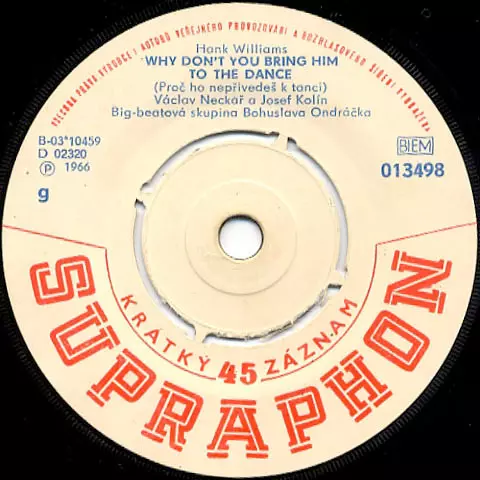 VŠECHNA PRÁVA VÝROBCE I AUTORŮ VEŘEJNÉHO PROVOZOVÁNÍ A ROZHLASOVÉHO ŠÍŘENÍ VYHRAZENA
Hank Williams
WHY DON'T YOU BRING HIM
TO THE DANCE
(Proč ho nepřivedeš k tanci)
Václav Neckář a Josef Kolín
Big-beatová skupina Bohuslava Ondráčka
B-03*10459
D 02320
Ⓟ 1966
g
BIEM
013498
KRÁTKÝ 45 ZÁZNAM
SUPRAPHON